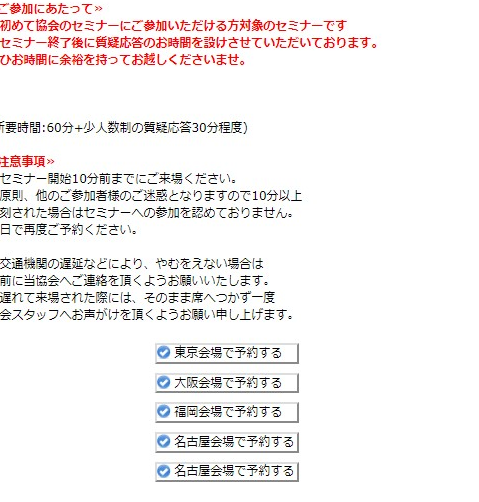 ご参加にあたって»
初めて協会のセミナーにご参加いただける方対象のセミナーです
セミナー終了後に質疑応答のお時間を設けさせていただいております。
ひお時間に余裕を持ってお越しくださいませ。
所要時間:60分+少人数制の質疑応答30分程度)
注意事項»
セミナー開始10分前までにご来場ください。
原則、他のご参加者様のご迷惑となりますので10分以上
刻された場合はセミナーへの参加を認めておりません。
日で再度ご予約ください。
交通機関の遅延などにより、やむをえない場合は
前に当協会へご連絡を頂くようお願いいたします。
遅れて来場された際には、そのまま席へつかず一度
会スタッフへお声がけを頂くようお願い申し上げます。
東京会場で予約する
大阪会場で予約する
福岡会場で予約する
名古屋会場で予約する
名古屋会場で予約する